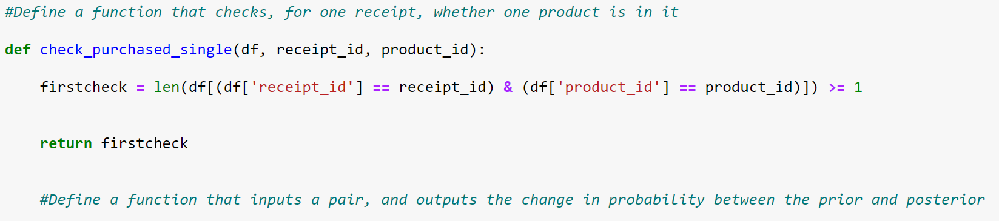 #Define a function that checks, for one receipt, whether one product is in it
def check_purchased_single(df, receipt_id, product_id):
    firstcheck = len(df[(df['receipt_id'] == receipt_id) & (df['product_id'] == product_id)]) >= 1
    return firstcheck
    #Define a function that inputs a pair, and outputs the change in probability between the prior and posterior